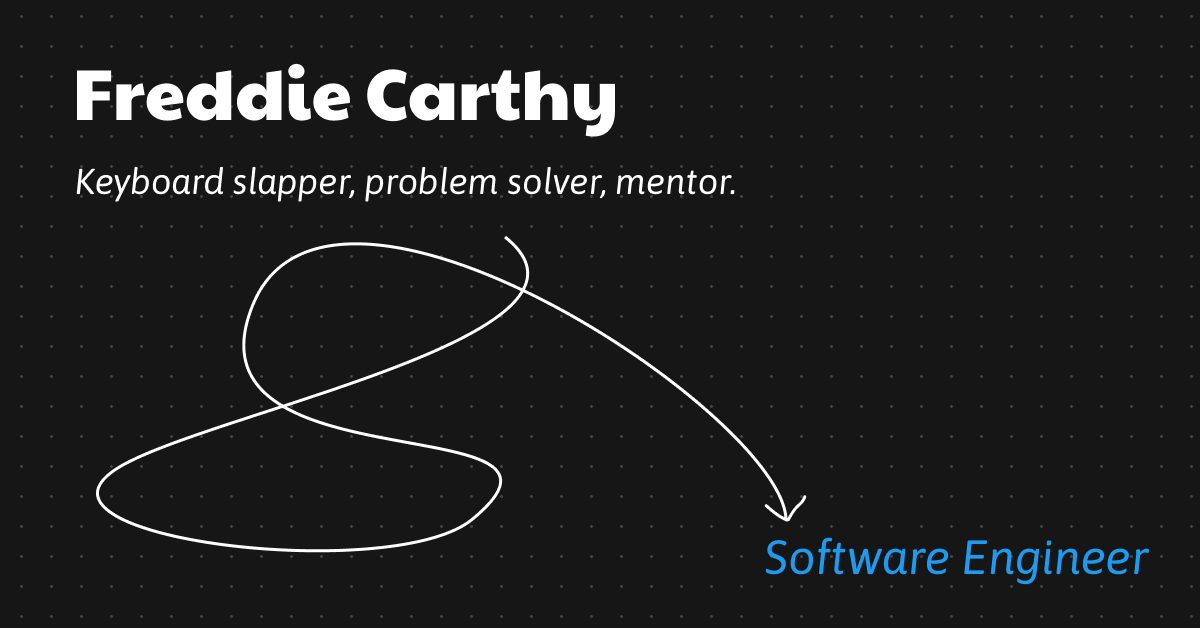 Freddie Carthy
Keyboard slapper, problem solver, mentor.
Software Engineer